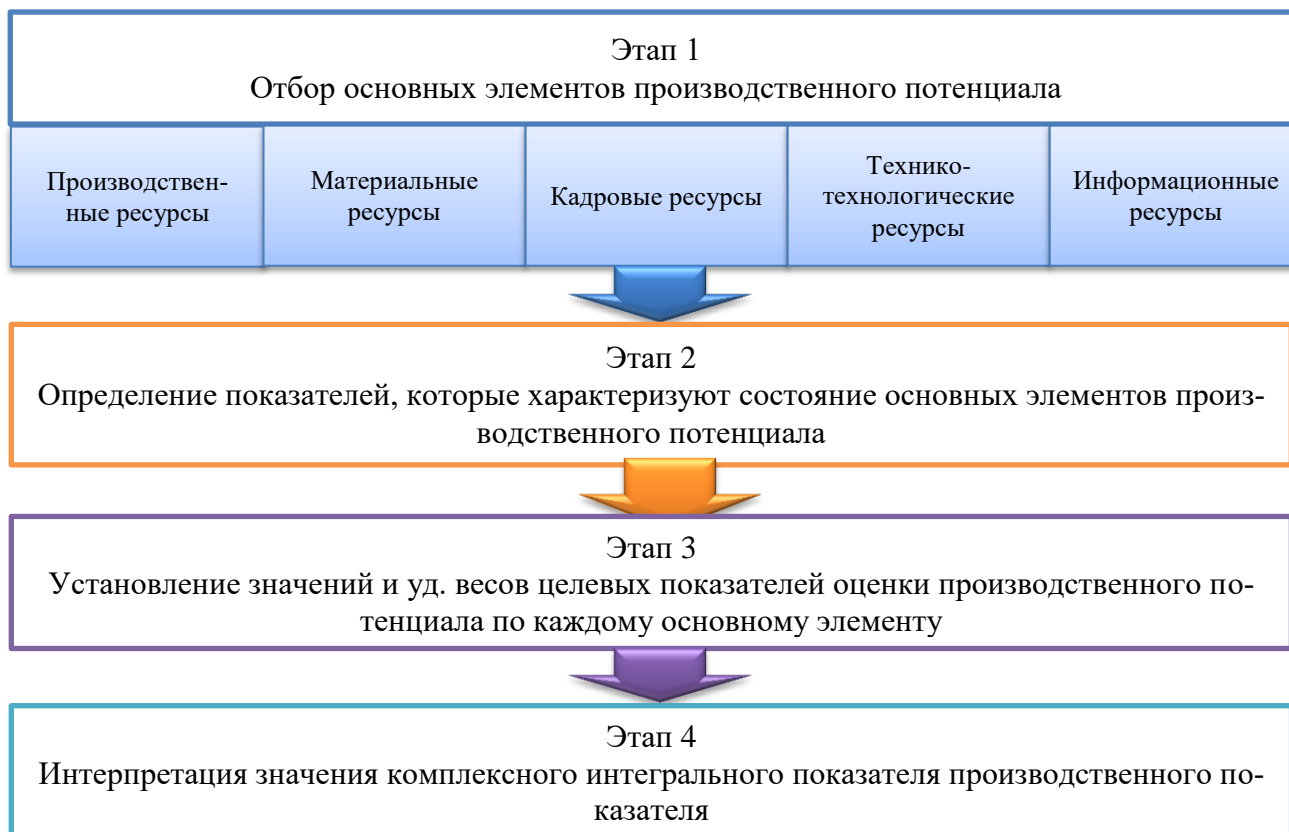 Этап 1
Отбор основных элементов производственного потенциала
Производствен-
ные ресурсы
Материальные
ресурсы
Кадровые ресурсы
Технико-
технологические
ресурсы
Информационные
ресурсы
Этап 2
Определение показателей, которые характеризуют состояние основных элементов произ-
водственного потенциала
Этап 3
Установление значений и уд. весов целевых показателей оценки производственного по-
тенциала по каждому основному элементу
Этап 4
Интерпретация значения комплексного интегрального показателя производственного по-
казателя